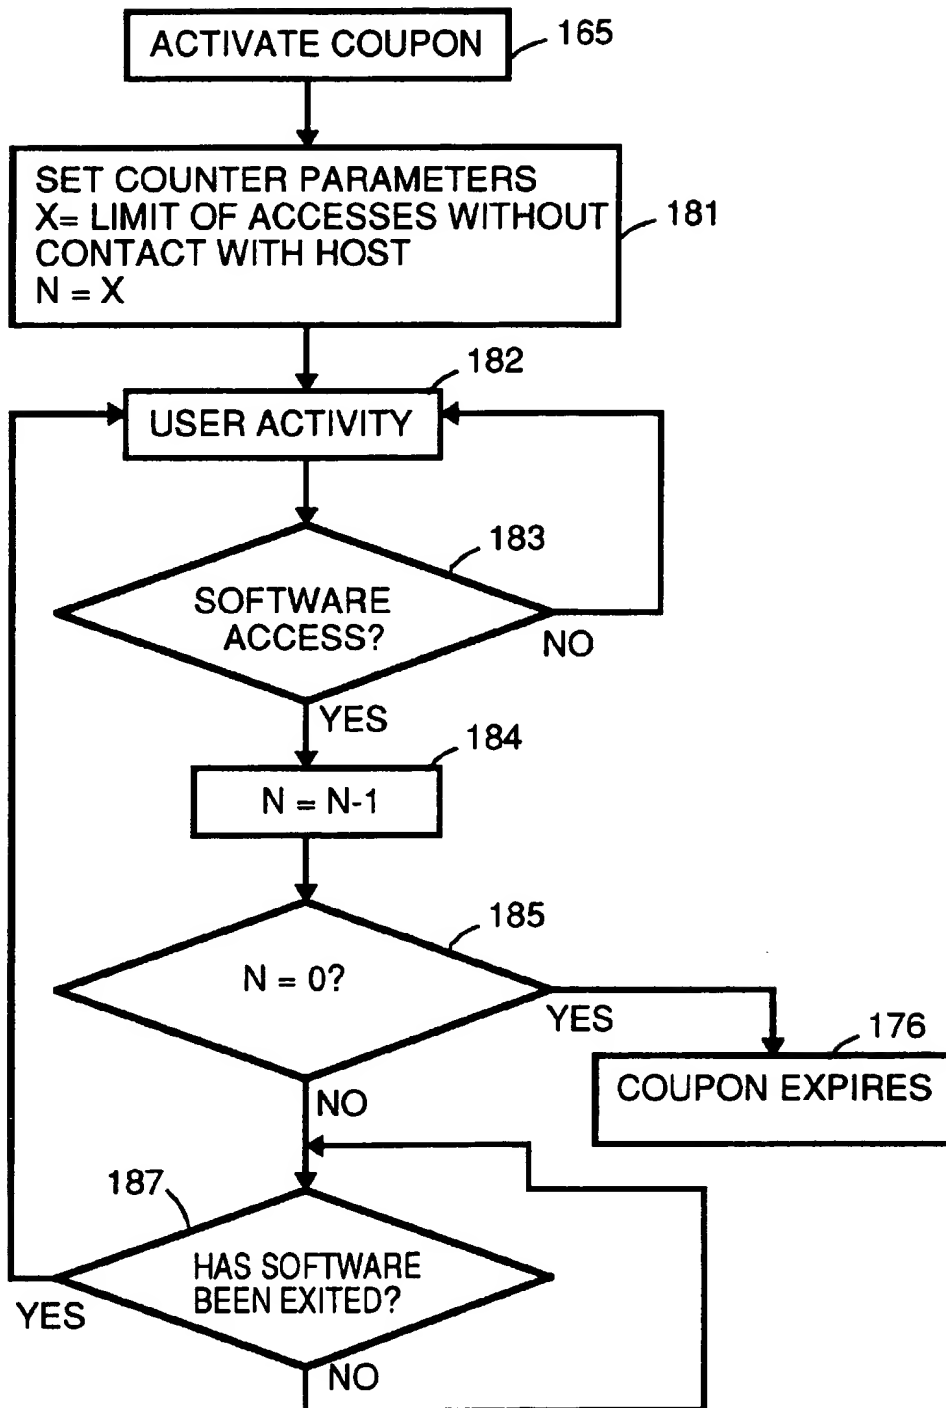 ACTIVATE COUPON
165
SET COUNTER PARAMETERS
X= LIMIT OF ACCESSES WITHOUT
CONTACT WITH HOST
N = X
181
182
USER ACTIVITY
183
SOFTWARE
ACCESS?
NO
YES
184
N = N-1
185
N = 0?
YES
176
COUPON EXPIRES
NO
187
HAS SOFTWARE
BEEN EXITED?
YES
NO